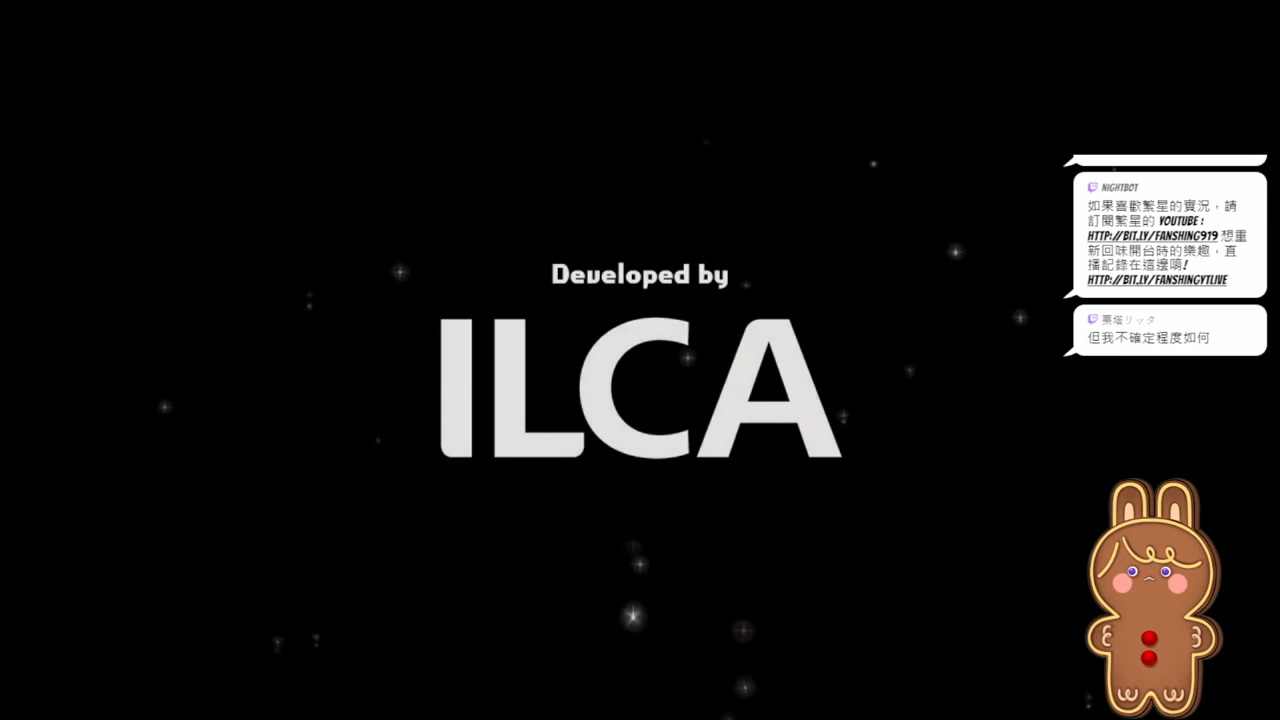 Developed by
ILCA
NIGHTBOT
如果喜歡繁星的實況，請
訂閱繁星的 YOUTUBE :
HTTP://BIT.LY/FANSHING919 想重
新回味開台時的樂趣，直
播記錄在這邊唷!
HTTP://BIT.LY/FANSHINGYTLIVE
栗塔リッタ
但我不確定程度如何